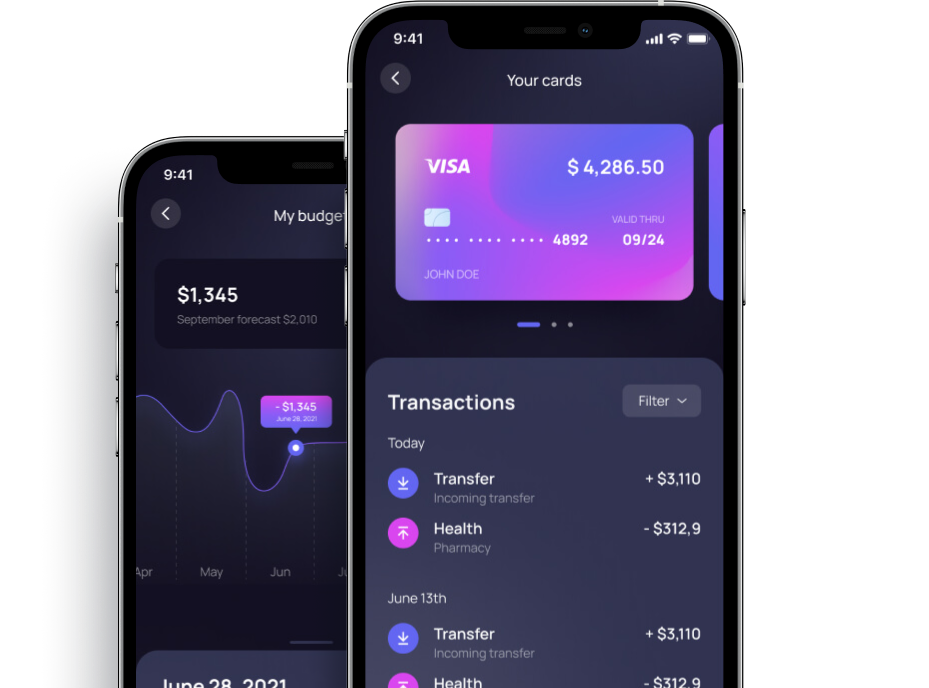 9:41
My budge
$1,345
September forecast $2,010
- $1,345
June 28, 2021
Apr
May
Jun
June 28, 2021
9:41
Your cards
VISA
$ 4,286.50
VALID THRU
•••• •••• •••• 4892
09/24
JOHN DOE
Transactions
Filter
Today
Transfer
+ $3,110
Incoming transfer
Health
- $312,9
Pharmacy
June 13th
Transfer
+ $3,110
Incoming transfer
Health
- $312,9